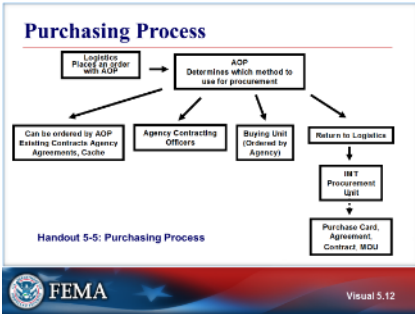 Purchasing Process
Logistics
Places an order
with AOP
AOP
Determines which method to
use for procurement
Can be ordered by AOP
Existing Contracts Agency
Agreements, Cache
Agency Contracting
Officers
Buying Unit
(Ordered by
Agency)
Return to Logistics
IMT
Procurement
Unit
Purchase Card,
Agreement,
Contract, MOU
Handout 5-5: Purchasing Process
FEMA
Visual 5.12